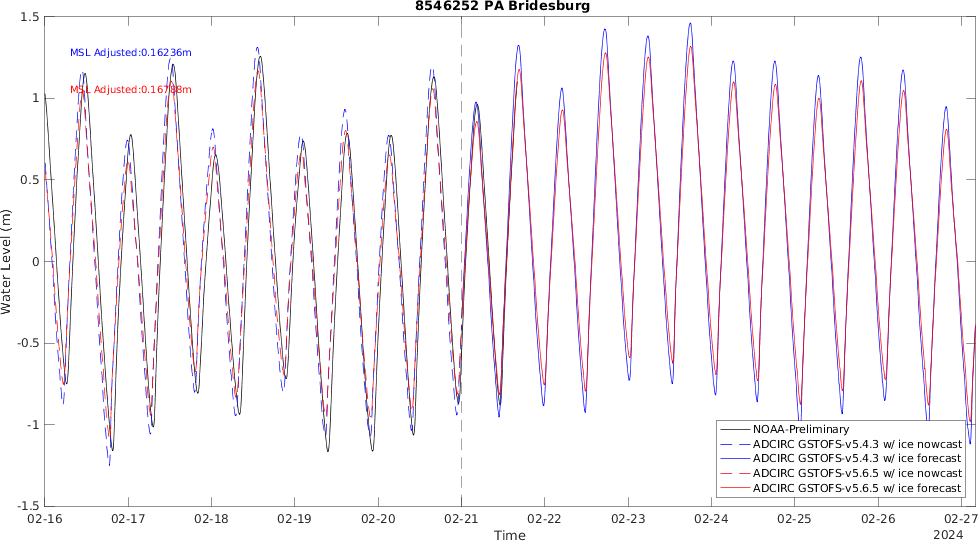 8546252 PA Bridesburg
MSL Adjusted:0.16236m
MSL Adjusted:0.16788m
Water Level (m)
1.5
1
0.5
0
-0.5
-1
-1.5
NOAA-Preliminary
ADCIRC GSTOFS-v5.4.3 w/ ice nowcast
ADCIRC GSTOFS-v5.4.3 w/ ice forecast
ADCIRC GSTOFS-v5.6.5 w/ ice nowcast
ADCIRC GSTOFS-v5.6.5 w/ ice forecast
02-16 02-17 02-18 02-19 02-20 02-21 02-22 02-23 02-24 02-25 02-26 02-27
Time
2024